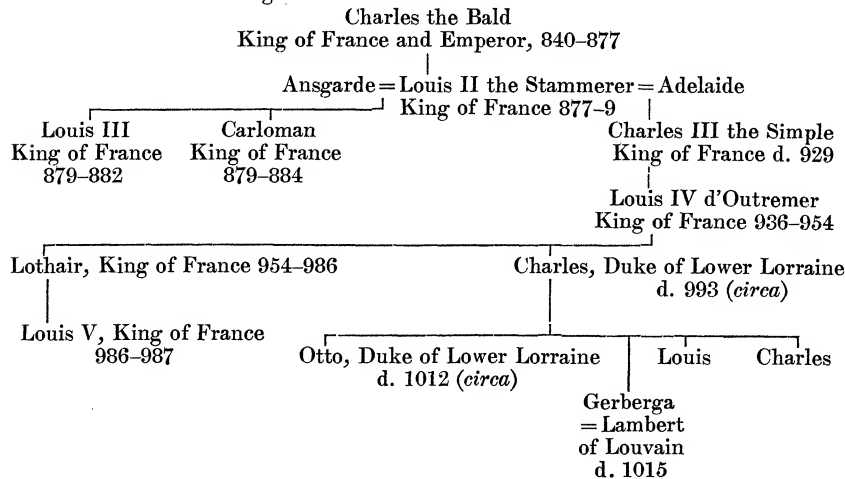 Charles the Bald
King of France and Emperor, 840–877
Ansgarde = Louis II the Stammerer = Adelaide
King of France 877–9
Louis III
King of France
879–882
Carloman
King of France
879–884
Charles III the Simple
King of France d. 929
Louis IV d'Outremer
King of France 936–954
Lothair, King of France 954–986
Charles, Duke of Lower Lorraine
d. 993 (circa)
Louis V, King of France
986–987
Otto, Duke of Lower Lorraine
d. 1012 (circa)
Louis
Charles
Gerberga
= Lambert
of Louvain
d. 1015